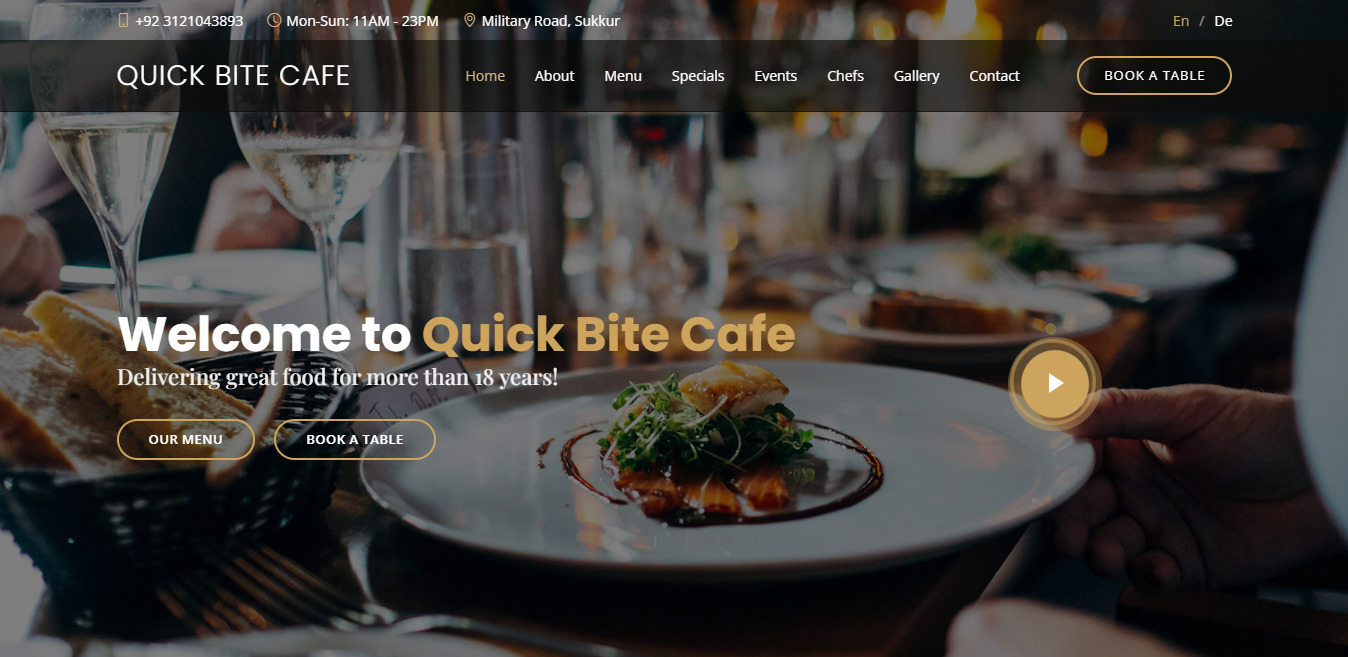 +92 3121043893 Mon-Sun: 11AM - 23PM Military Road, Sukkur En / De
QUICK BITE CAFE Home About Menu Specials Events Chefs Gallery Contact BOOK A TABLE
Welcome to Quick Bite Cafe
Delivering great food for more than 18 years!
OUR MENU BOOK A TABLE